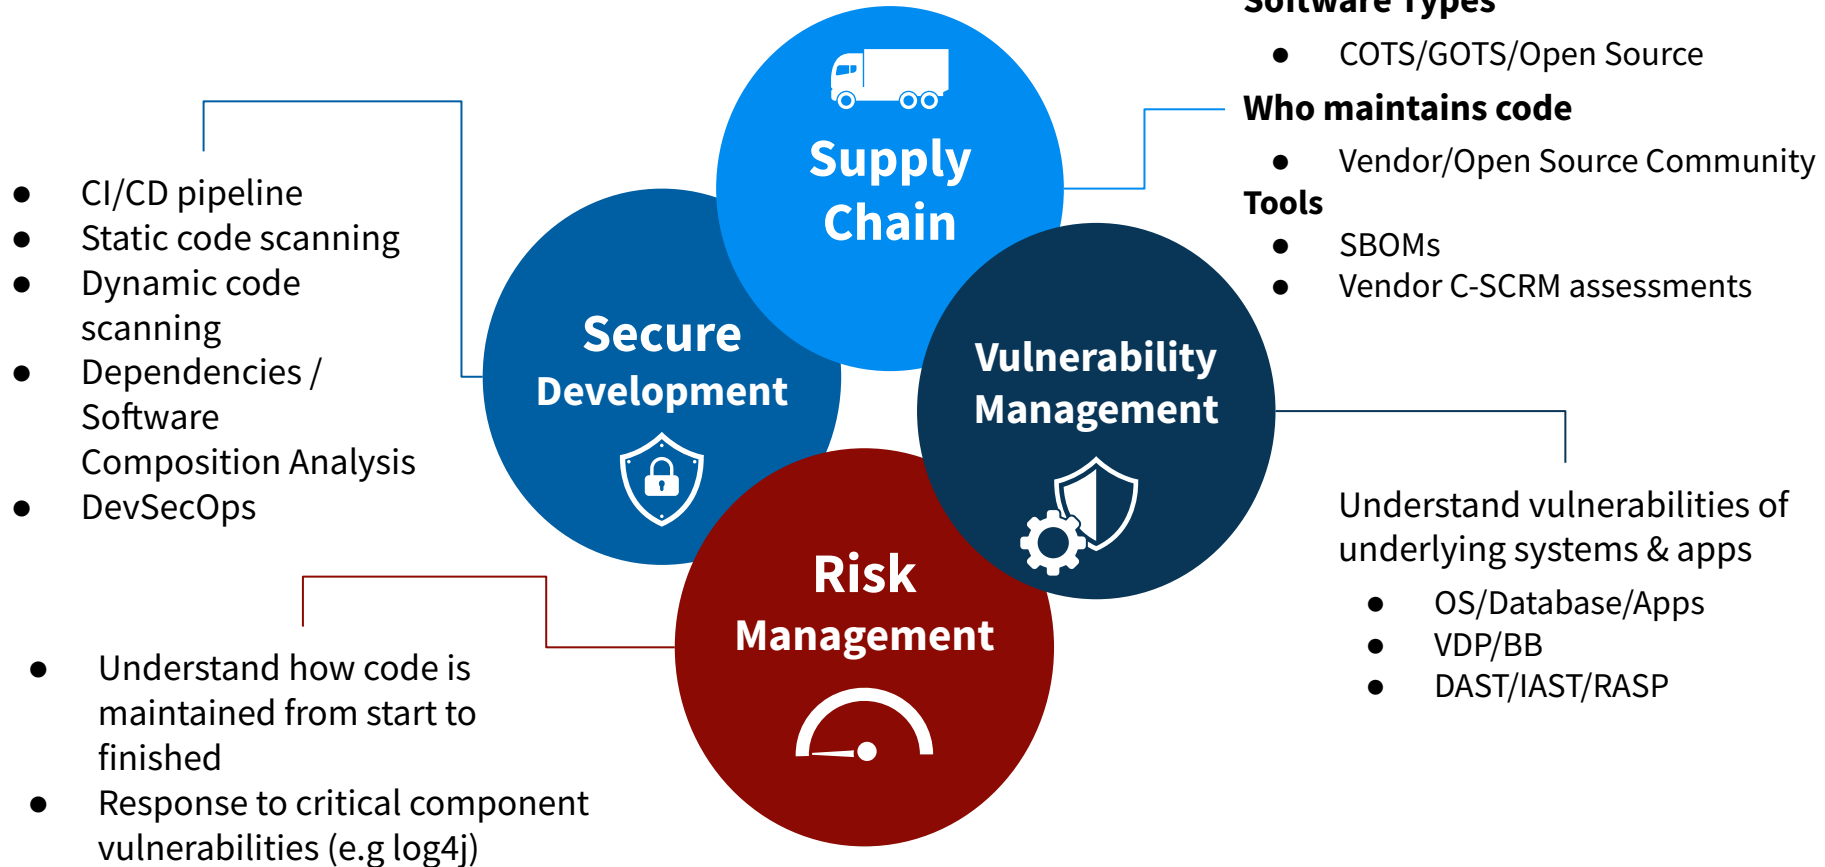 Software Types
● COTS/GOTS/Open Source
Who maintains code
● Vendor/Open Source Community
Tools
● SBOMs
● Vendor C-SCRM assessments
Supply
Chain
● CI/CD pipeline
● Static code scanning
● Dynamic code
scanning
● Dependencies /
Software
Composition Analysis
● DevSecOps
Secure
Development
Vulnerability
Management
Understand vulnerabilities of
underlying systems & apps
● OS/Database/Apps
● VDP/BB
● DAST/IAST/RASP
Risk
Management
● Understand how code is
maintained from start to
finished
● Response to critical component
vulnerabilities (e.g log4j)